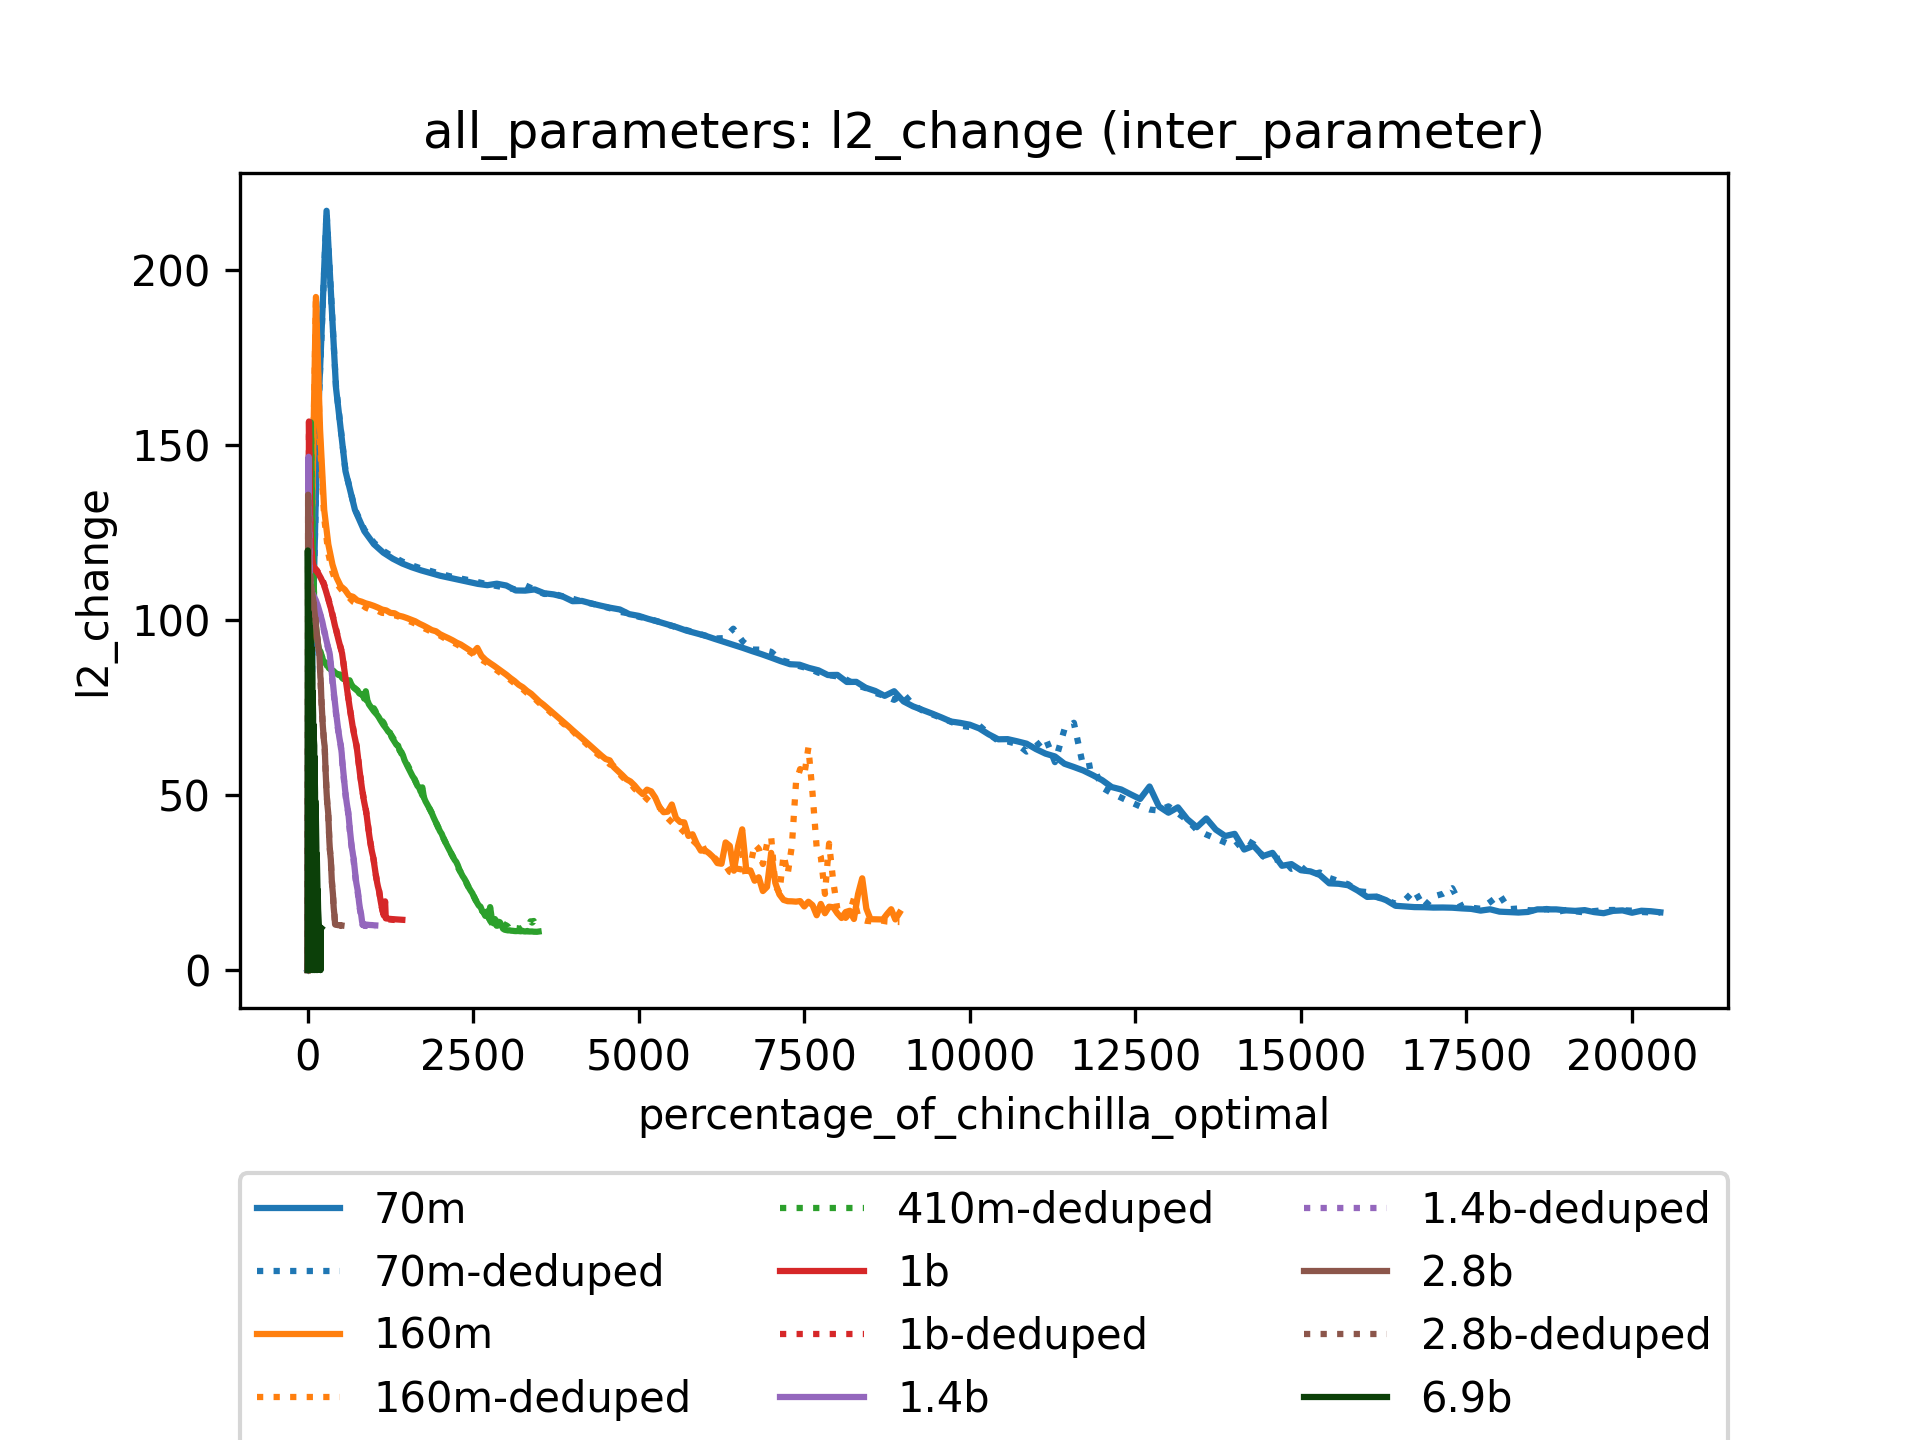 all_parameters: l2_change (inter_parameter)
200
150
100
50
0
l2_change
0 2500 5000 7500 10000 12500 15000 17500 20000
percentage_of_chinchilla_optimal
70m
70m-deduped
160m
160m-deduped
410m-deduped
1b
1b-deduped
1.4b
1.4b-deduped
2.8b
2.8b-deduped
6.9b